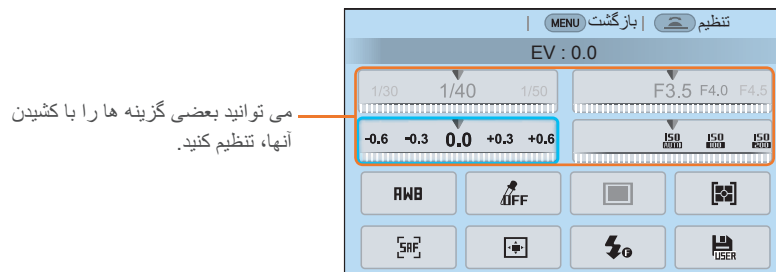 تنظیم | بازگشت MENU |
EV : 0.0
1/30 1/40 1/50 F3.5 F4.0 F4.5
-0.6 -0.3 0.0 +0.3 +0.6 ISO AUTO ISO 100 ISO 200
AWB OFF
SAF F USER
می توانید بعضی گزینه ها را با کشیدن
آنها، تنظیم کنید.